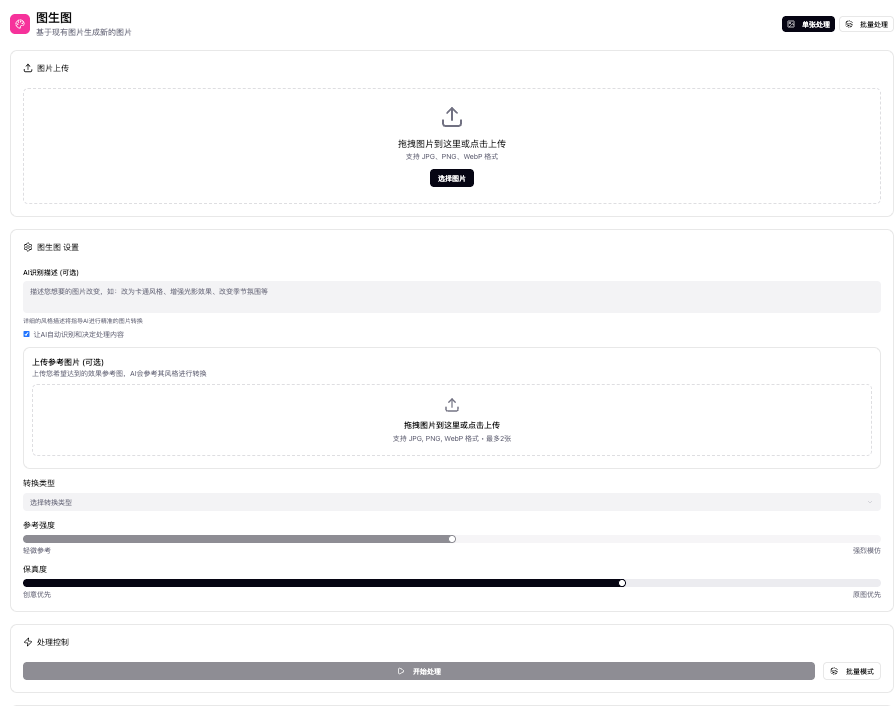 图生图
基于现有图片生成新的图片
单张处理
批量处理
图片上传
拖拽图片到这里或点击上传
支持 JPG、PNG、WebP 格式
选择图片
图生图 设置
AI识别描述 (可选)
描述您想要的图片改变，如：改为卡通风格、增强光影效果、改变季节氛围等
详细的风格描述将指导AI进行精准的图片转换
让AI自动识别和决定处理内容
上传参考图片 (可选)
上传您希望达到的效果参考图，AI会参考其风格进行转换
拖拽图片到这里或点击上传
支持 JPG, PNG, WebP 格式 • 最多2张
转换类型
选择转换类型
参考强度
轻微参考
强烈模仿
保真度
创意优先
原图优先
处理控制
开始处理
批量模式